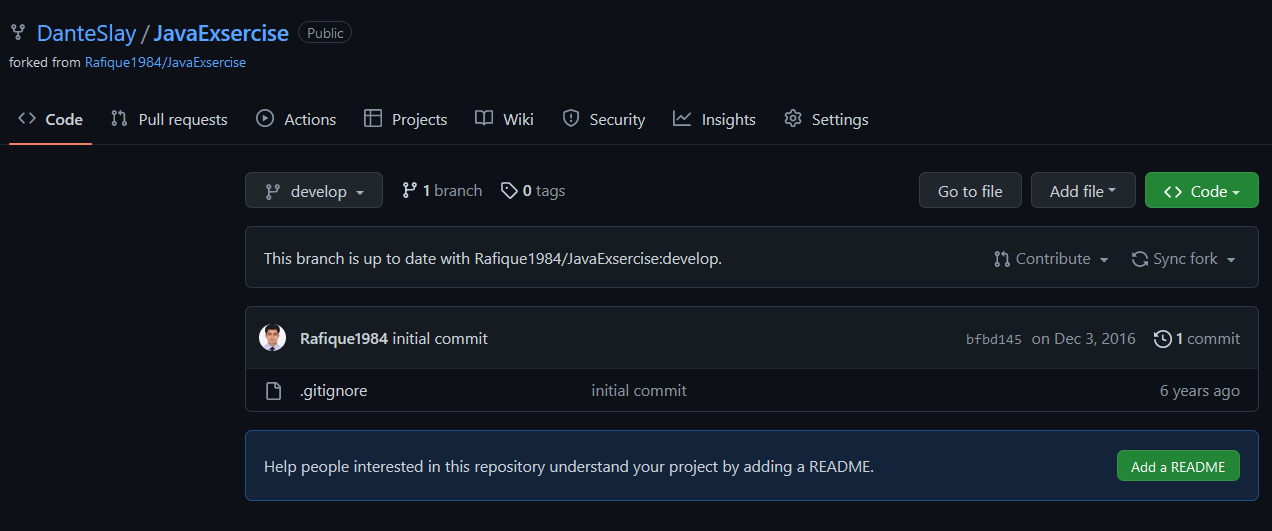 DanteSlay / JavaExsercise Public
forked from Rafique1984/JavaExsercise
Code Pull requests Actions Projects Wiki Security Insights Settings
develop 1 branch 0 tags Go to file Add file Code
This branch is up to date with Rafique1984/JavaExsercise:develop. Contribute Sync fork
Rafique1984 initial commit bfbd145 on Dec 3, 2016 1 commit
.gitignore initial commit 6 years ago
Help people interested in this repository understand your project by adding a README. Add a README